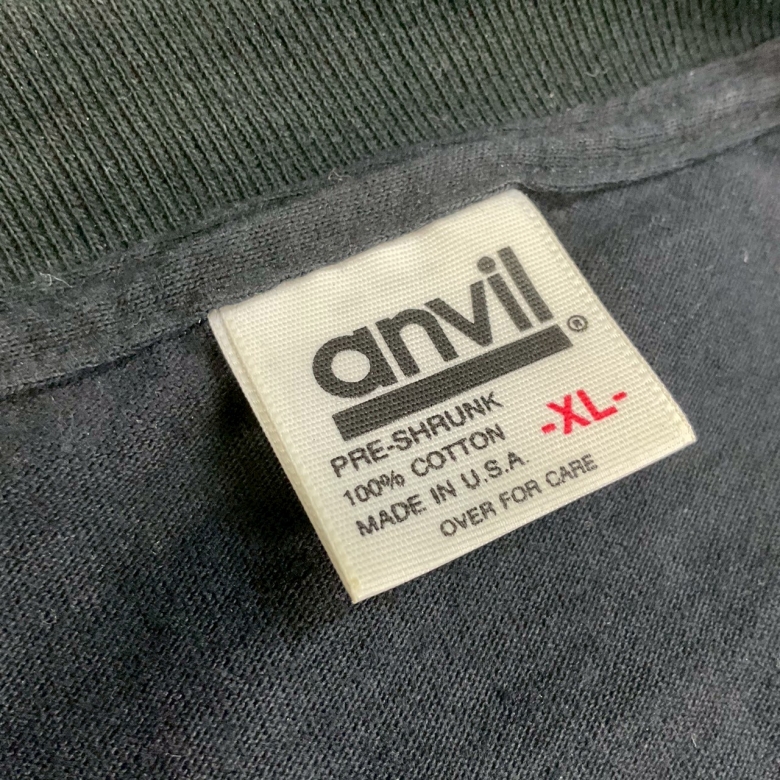 anvil®
PRE-SHRUNK
100% COTTON -XL-
MADE IN U.S.A.
OVER FOR CARE